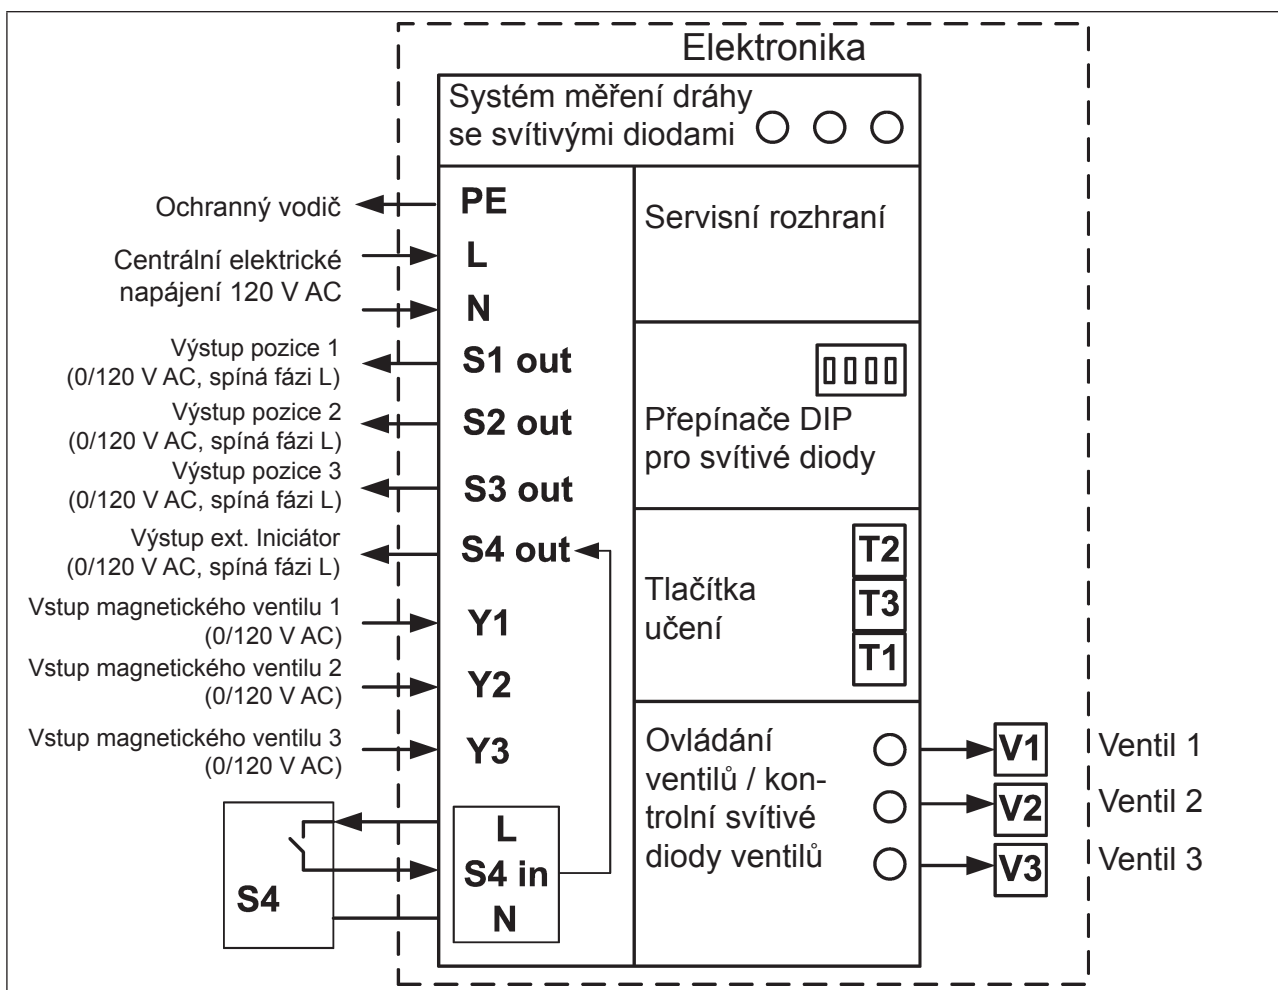 Elektronika
Systém měření dráhy
se svítivými diodami
Ochranný vodič
PE
Servisní rozhraní
Centrální elektrické
napájení 120 V AC
L
N
Výstup pozice 1
(0/120 V AC, spíná fázi L)
S1 out
Výstup pozice 2
(0/120 V AC, spíná fázi L)
S2 out
Přepínače DIP
pro svítivé diody
Výstup pozice 3
(0/120 V AC, spíná fázi L)
S3 out
Výstup ext. Iniciátor
(0/120 V AC, spíná fázi L)
S4 out
T2
T3
T1
Tlačítka
učení
Vstup magnetického ventilu 1
(0/120 V AC)
Y1
Vstup magnetického ventilu 2
(0/120 V AC)
Y2
Vstup magnetického ventilu 3
(0/120 V AC)
Y3
Ovládání
ventilů / kon-
trolní svítivé
diody ventilů
V1
Ventil 1
V2
Ventil 2
V3
Ventil 3
L
S4 in
N
S4